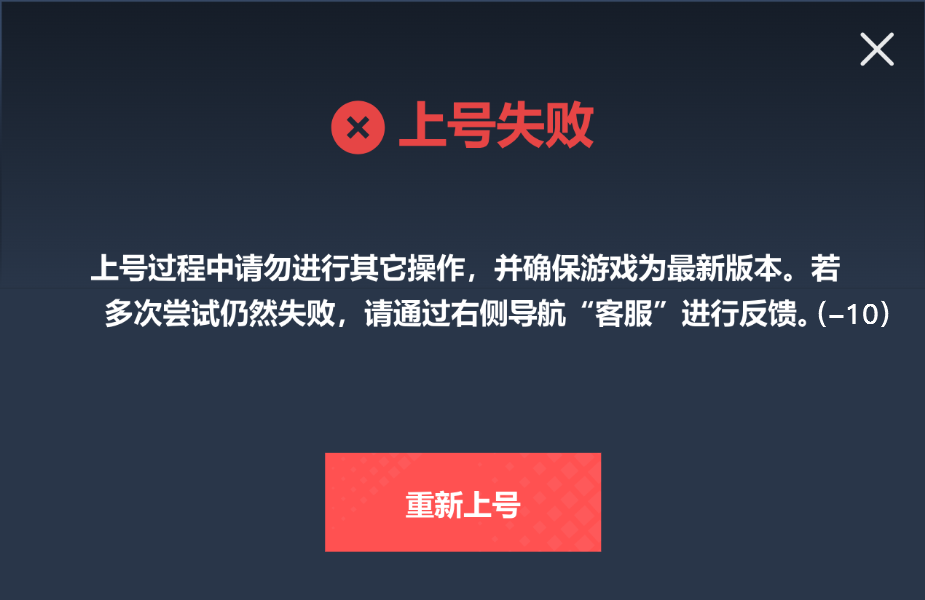 上号失败
上号过程中请勿进行其它操作，并确保游戏为最新版本。若
多次尝试仍然失败，请通过右侧导航“客服”进行反馈。（-10）
重新上号